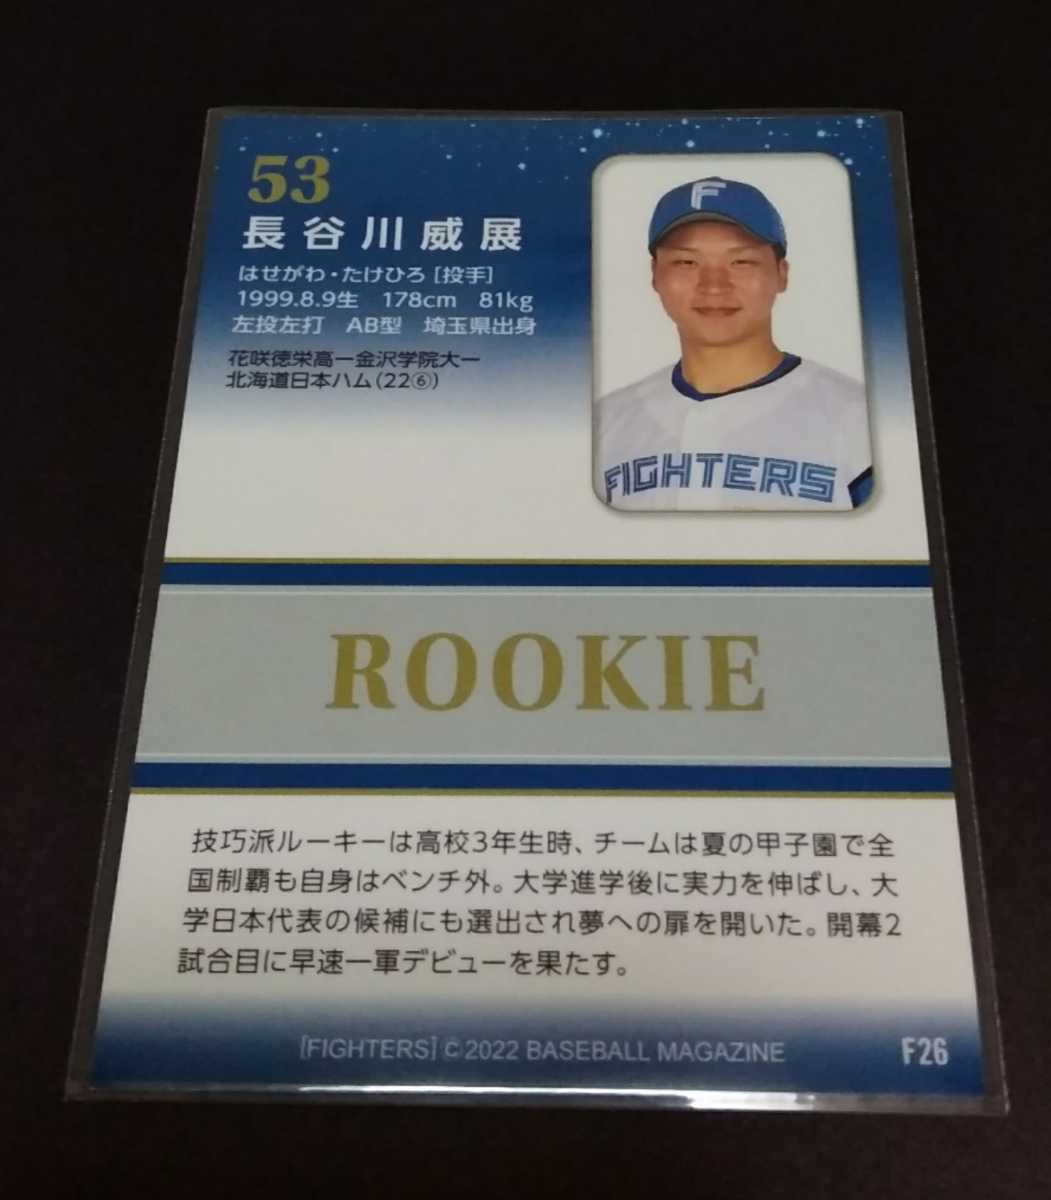 53
長谷川威展
はせがわ・たけひろ［投手］
1999.8.9生　178cm　81kg
左投左打　AB型　埼玉県出身
花咲徳栄高ー金沢学院大ー
北海道日本ハム(22⑥)
F
FIGHTERS
ROOKIE
技巧派ルーキーは高校3年生時、チームは夏の甲子園で全
国制覇も自身はベンチ外。大学進学後に実力を伸ばし、大
学日本代表の候補にも選出され夢への扉を開いた。開幕2
試合目に早速一軍デビューを果たす。
[FIGHTERS] © 2022 BASEBALL MAGAZINE
F26